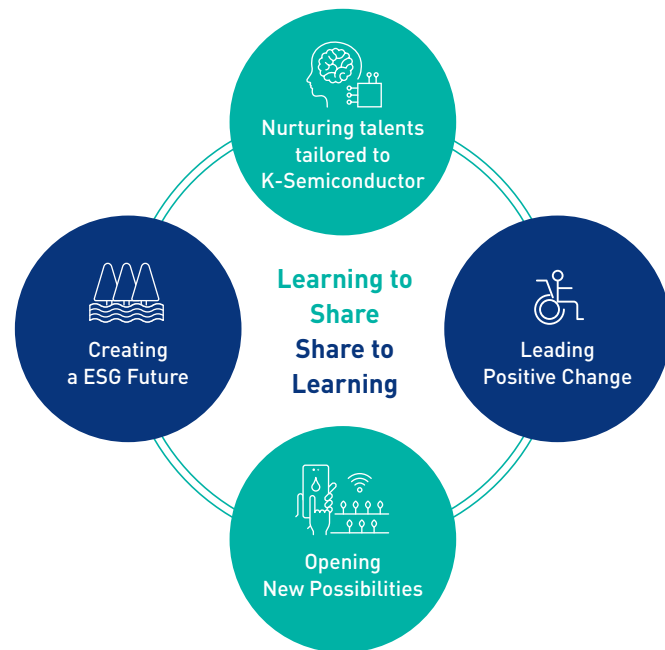 Nurturing talents
tailored to
K-Semiconductor
Creating
a ESG Future
Learning to
Share
Share to
Learning
Leading
Positive Change
Opening
New Possibilities